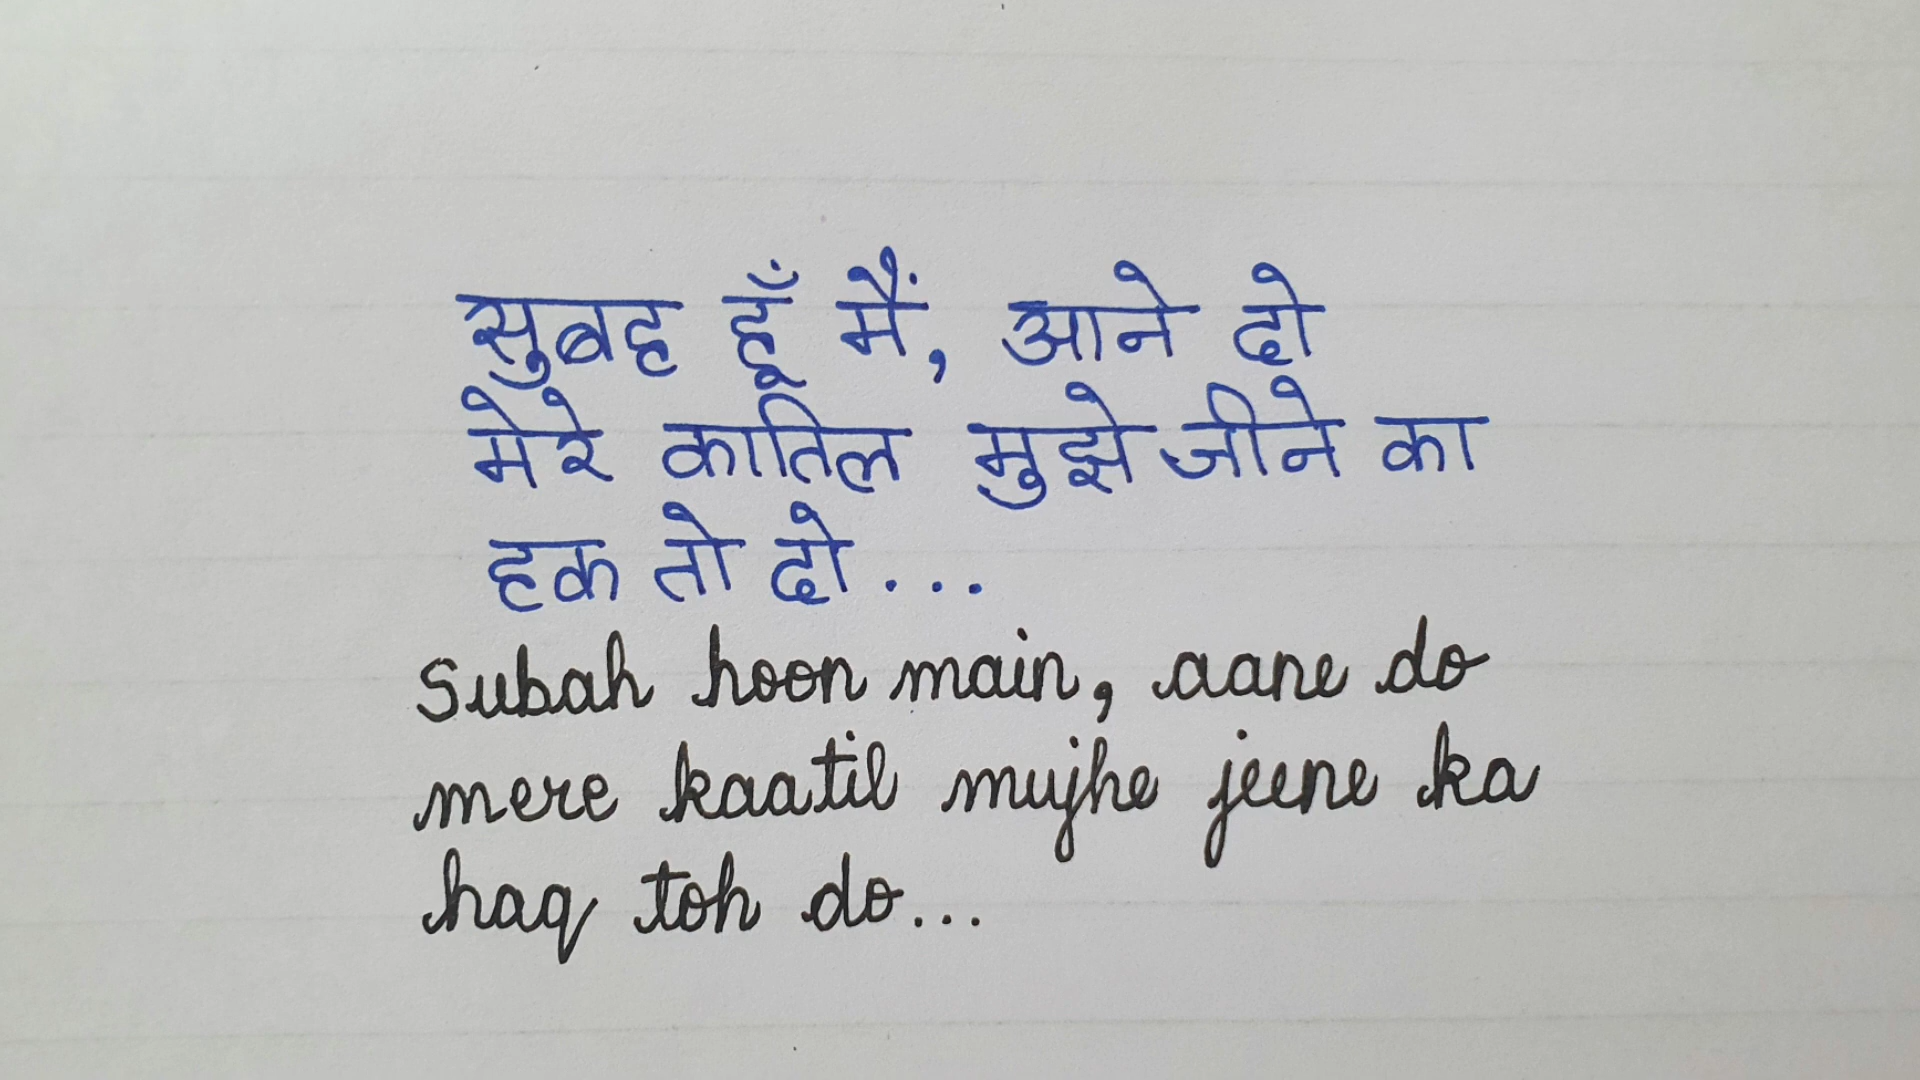 सुबह हूँ मैं, आने दो
मेरे कातिल मुझे जीने का
हक तो दो...
Subah hoon main, aane do
mere kaatil mujhe jeene ka
haq toh do...